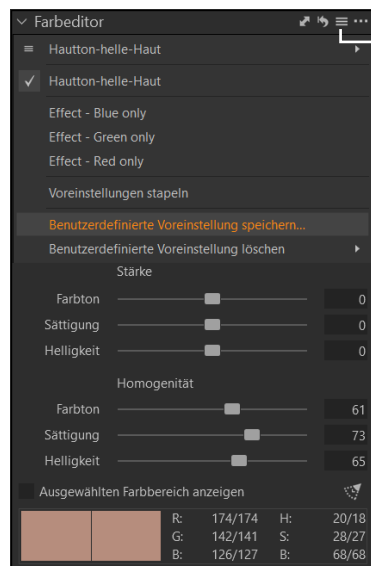 Farbeditor
Hautton-helle-Haut
Hautton-helle-Haut
Effect - Blue only
Effect - Green only
Effect - Red only
Voreinstellungen stapeln
Benutzerdefinierte Voreinstellung speichern...
Benutzerdefinierte Voreinstellung löschen
Stärke
Farbton 0
Sättigung 0
Helligkeit 0
Homogenität
Farbton 61
Sättigung 73
Helligkeit 65
Ausgewählten Farbbereich anzeigen
R: 174/174 H: 20/18
G: 142/141 S: 28/27
B: 126/127 B: 68/68